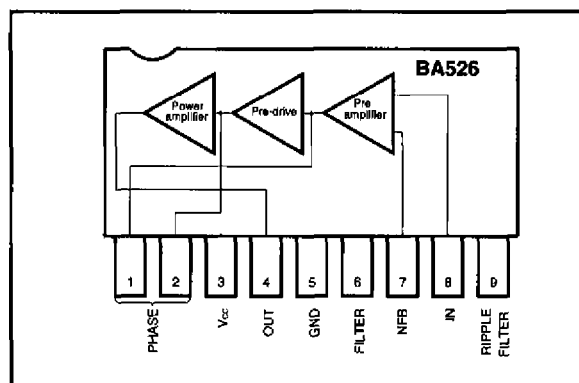 BA526
Power
amplifier
Pre-drive
Pre
amplifier
1 2 3 4 5 6 7 8 9
PHASE
Vcc
OUT
GND
FILTER
NFB
IN
RIPPLE
FILTER